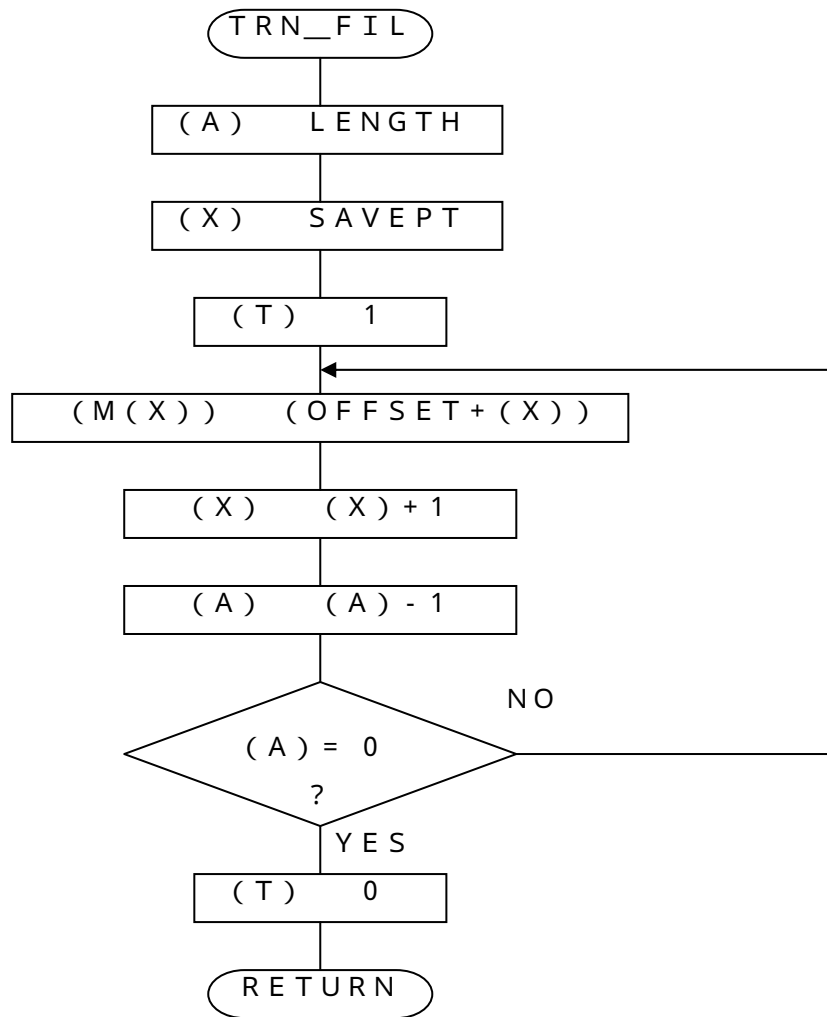 TRN_FIL
(A) LENGTH
(X) SAVEPT
(T) 1
(M(X)) (OFFSET+(X))
(X) (X)+1
(A) (A)-1
NO
(A)= 0
?
YES
(T) 0
RETURN